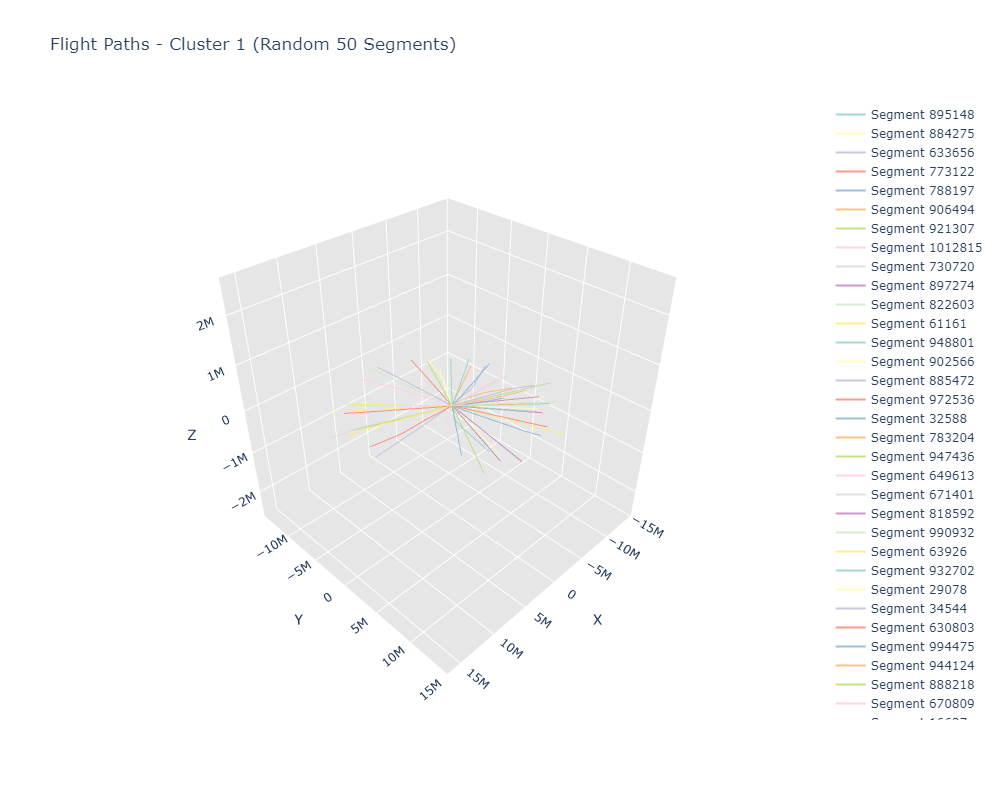 Flight Paths - Cluster 1 (Random 50 Segments)
Segment 895148
Segment 884275
Segment 633656
Segment 773122
Segment 788197
Segment 906494
Segment 921307
Segment 1012815
Segment 730720
Segment 897274
Segment 822603
Segment 61161
Segment 948801
Segment 902566
Segment 885472
Segment 972536
Segment 32588
Segment 783204
Segment 947436
Segment 649613
Segment 671401
Segment 818592
Segment 990932
Segment 63926
Segment 932702
Segment 29078
Segment 34544
Segment 630803
Segment 994475
Segment 944124
Segment 888218
Segment 670809
2M
1M
0
−1M
−2M
Z
−10M
−5M
0
5M
10M
15M
Y
−15M
−10M
−5M
0
5M
10M
15M
X